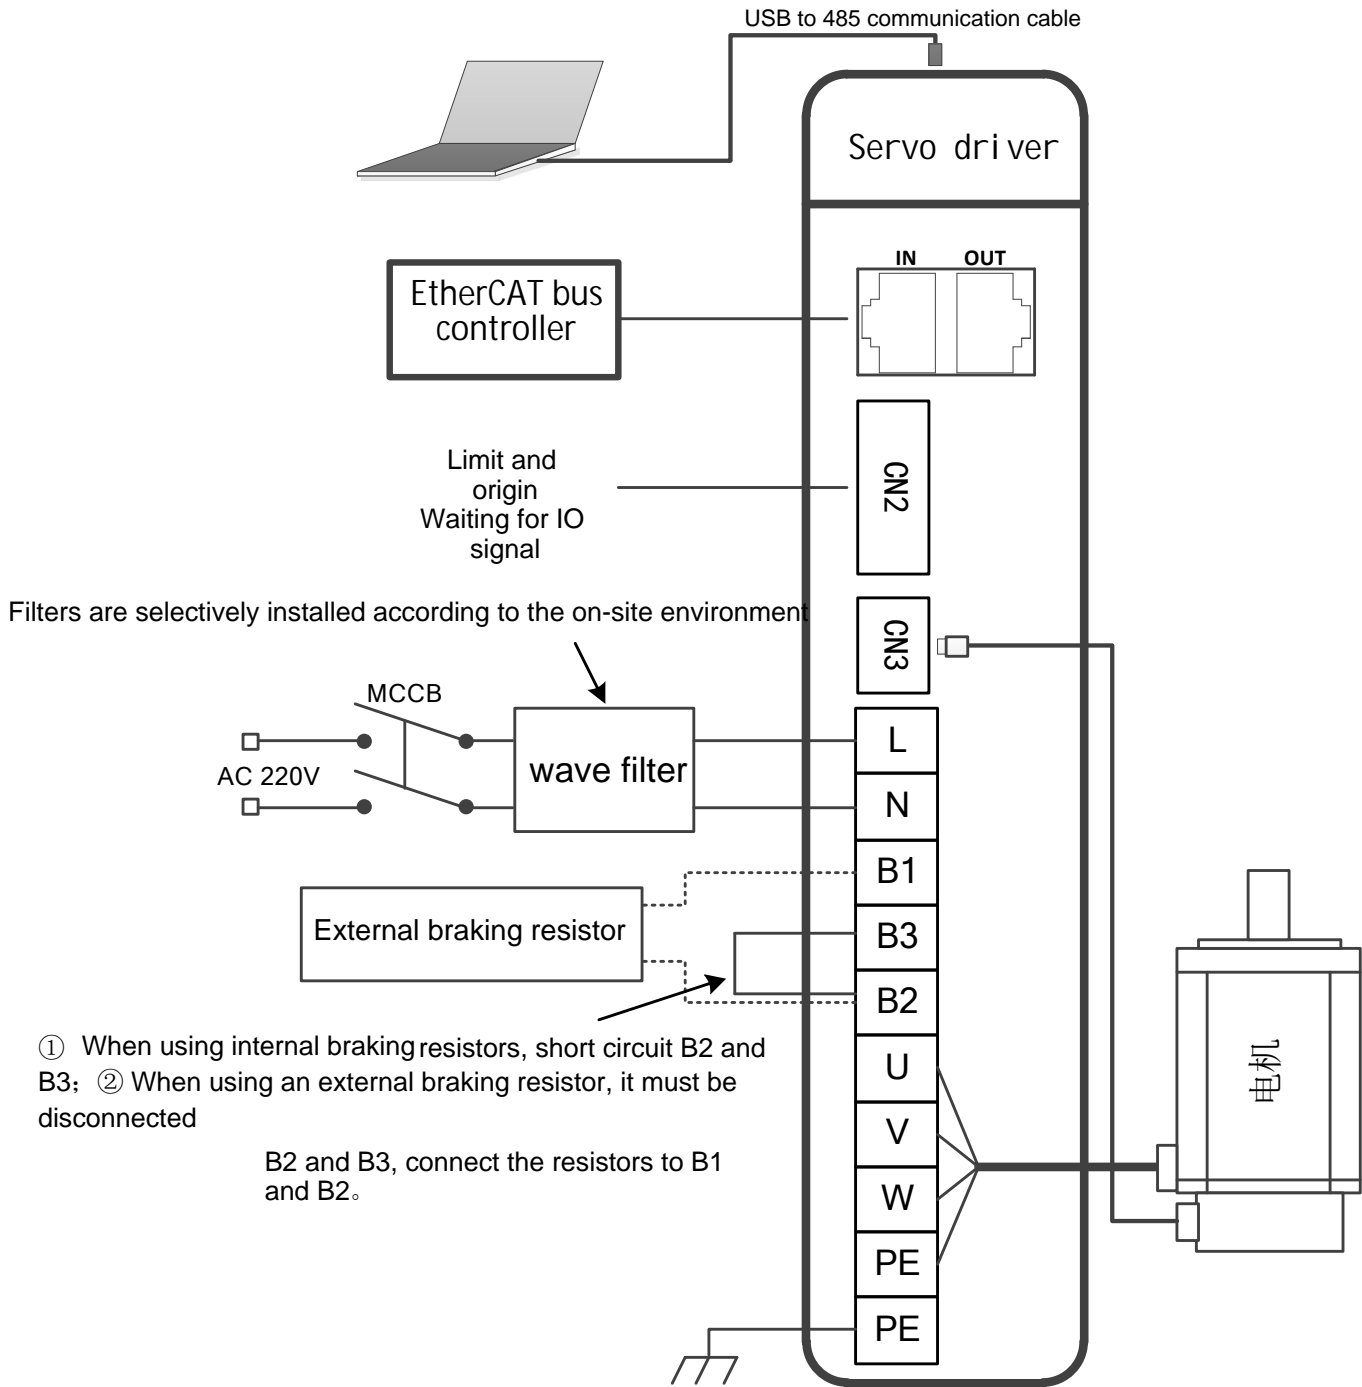 USB to 485 communication cable
Servo driver
IN OUT
EtherCAT bus
controller
Limit and
origin
Waiting for IO
signal
CN2
Filters are selectively installed according to the on-site environment
CN3
MCCB
AC 220V
wave filter
L
N
B1
External braking resistor
B3
B2
① When using internal braking resistors, short circuit B2 and
B3；② When using an external braking resistor, it must be
disconnected
B2 and B3, connect the resistors to B1
and B2。
U
V
W
PE
PE
电机